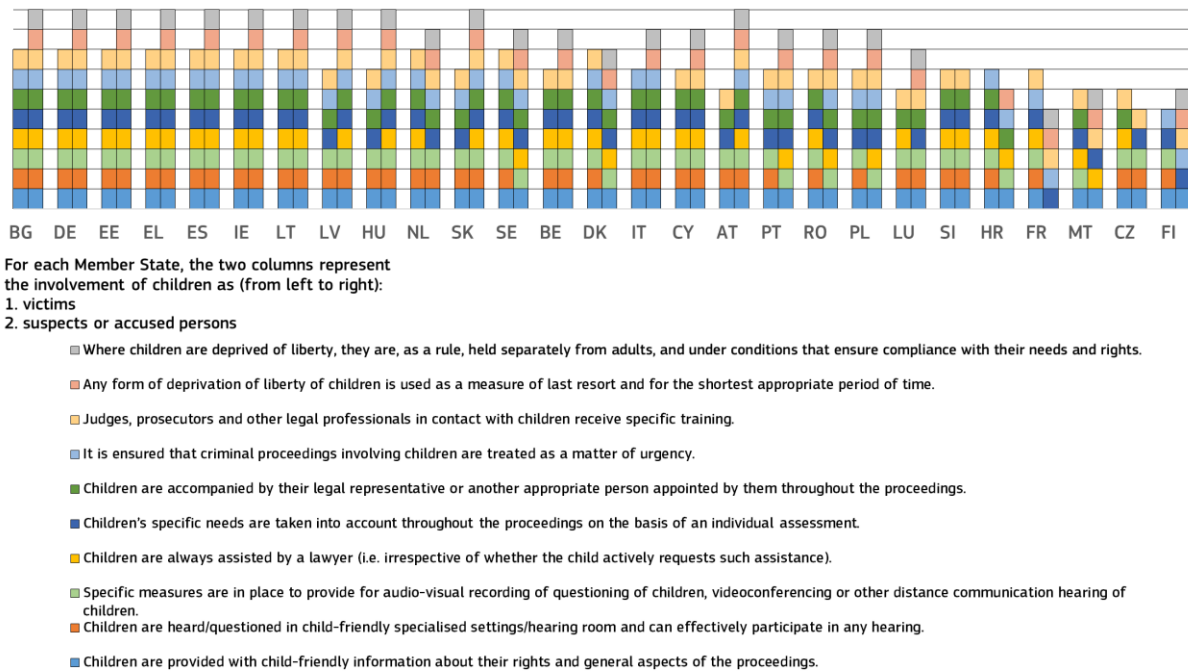 BG DE EE EL ES IE LT LV HU NL SK SE BE DK IT CY AT PT RO PL LU SI HR FR MT CZ FI
For each Member State, the two columns represent
the involvement of children as (from left to right):
1. victims
2. suspects or accused persons
Where children are deprived of liberty, they are, as a rule, held separately from adults, and under conditions that ensure compliance with their needs and rights.
Any form of deprivation of liberty of children is used as a measure of last resort and for the shortest appropriate period of time.
Judges, prosecutors and other legal professionals in contact with children receive specific training.
It is ensured that criminal proceedings involving children are treated as a matter of urgency.
Children are accompanied by their legal representative or another appropriate person appointed by them throughout the proceedings.
Children's specific needs are taken into account throughout the proceedings on the basis of an individual assessment.
Children are always assisted by a lawyer (i.e. irrespective of whether the child actively requests such assistance).
Specific measures are in place to provide for audio-visual recording of questioning of children, videoconferencing or other distance communication hearing of
children.
Children are heard/questioned in child-friendly specialised settings/hearing room and can effectively participate in any hearing.
Children are provided with child-friendly information about their rights and general aspects of the proceedings.